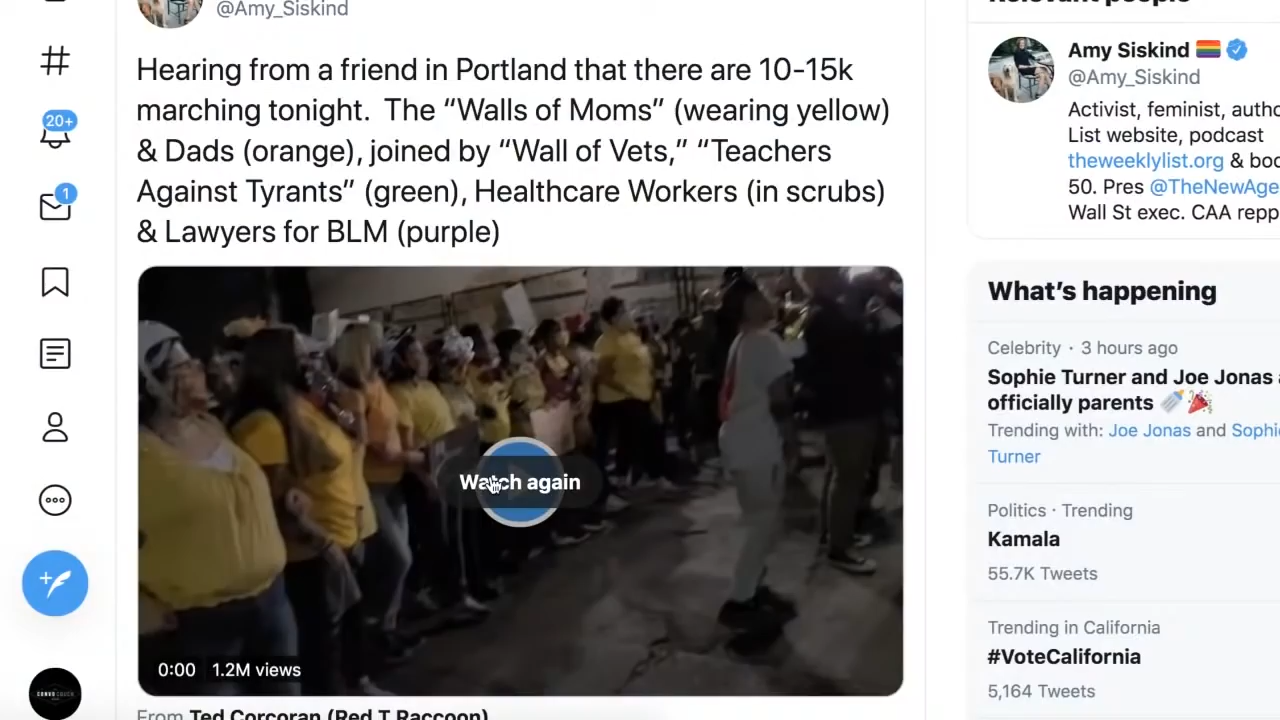 @Amy_Siskind
Hearing from a friend in Portland that there are 10-15k
marching tonight. The “Walls of Moms” (wearing yellow)
& Dads (orange), joined by “Wall of Vets,” “Teachers
Against Tyrants” (green), Healthcare Workers (in scrubs)
& Lawyers for BLM (purple)
Watch again
0:00 1.2M views
From Ted Corcoran (Red T Raccoon)
20+
1
CONVO COUCH
Relevant people
Amy Siskind
@Amy_Siskind
Activist, feminist, autho
List website, podcast
theweeklylist.org & boo
50. Pres @TheNewAge
Wall St exec. CAA repp
What’s happening
Celebrity · 3 hours ago
Sophie Turner and Joe Jonas a
officially parents
Trending with: Joe Jonas and Sophi
Turner
Politics · Trending
Kamala
55.7K Tweets
Trending in California
#VoteCalifornia
5,164 Tweets